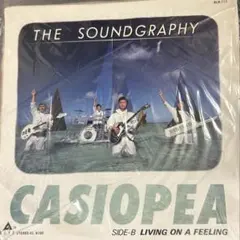 THE SOUNDGRAPHY
CASIOPEA
SIDE-B LIVING ON A FEELING